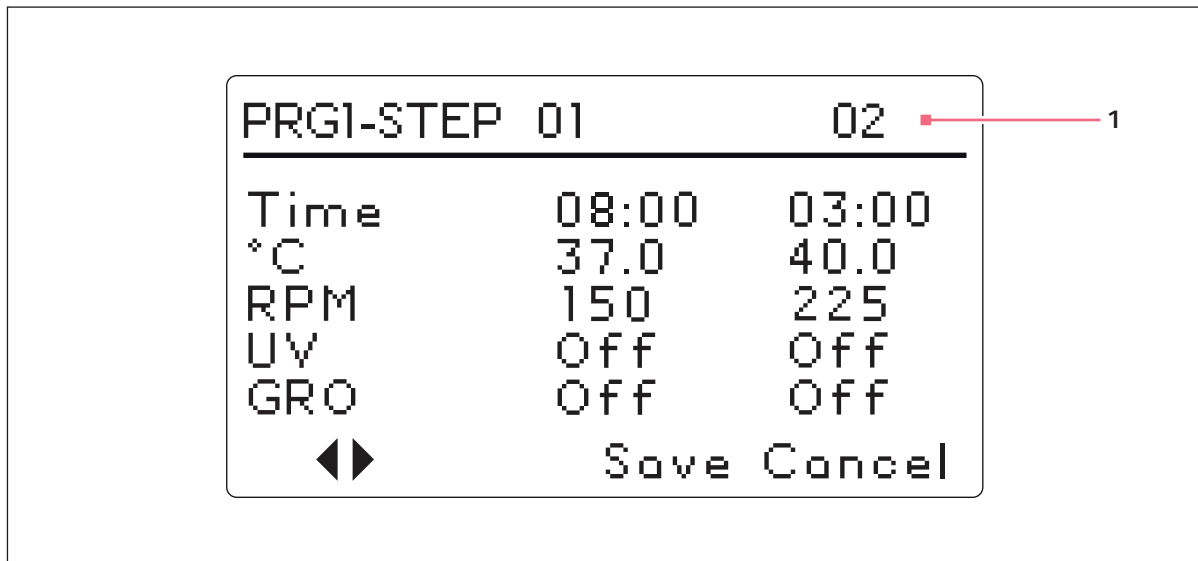 PRG1-STEP 01 02
1
Time 08:00 03:00
°C 37.0 40.0
RPM 150 225
UV Off Off
GRO Off Off
Save Cancel